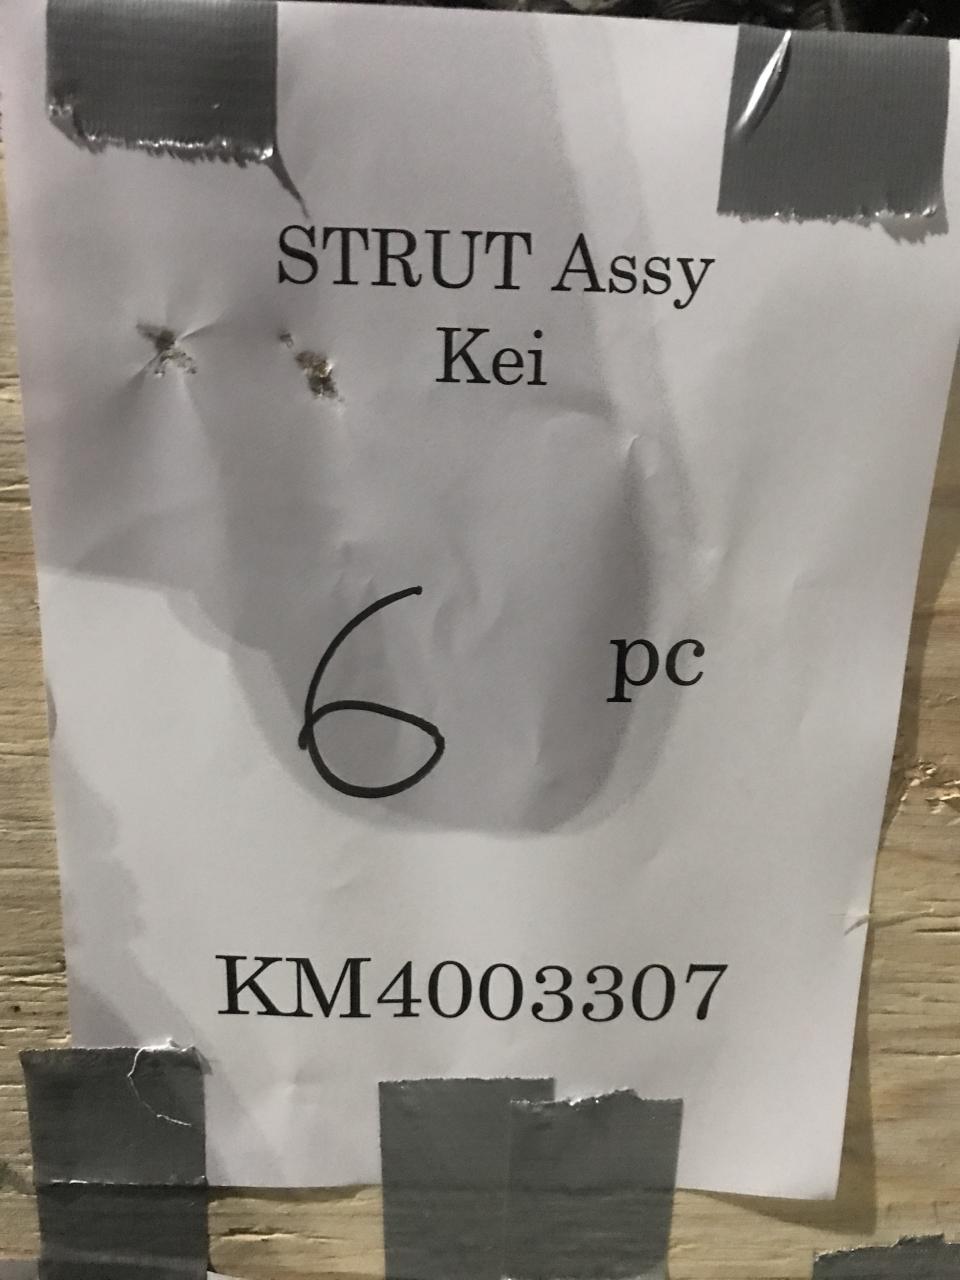 STRUT Assy
Kei
6 pc
KM4003307